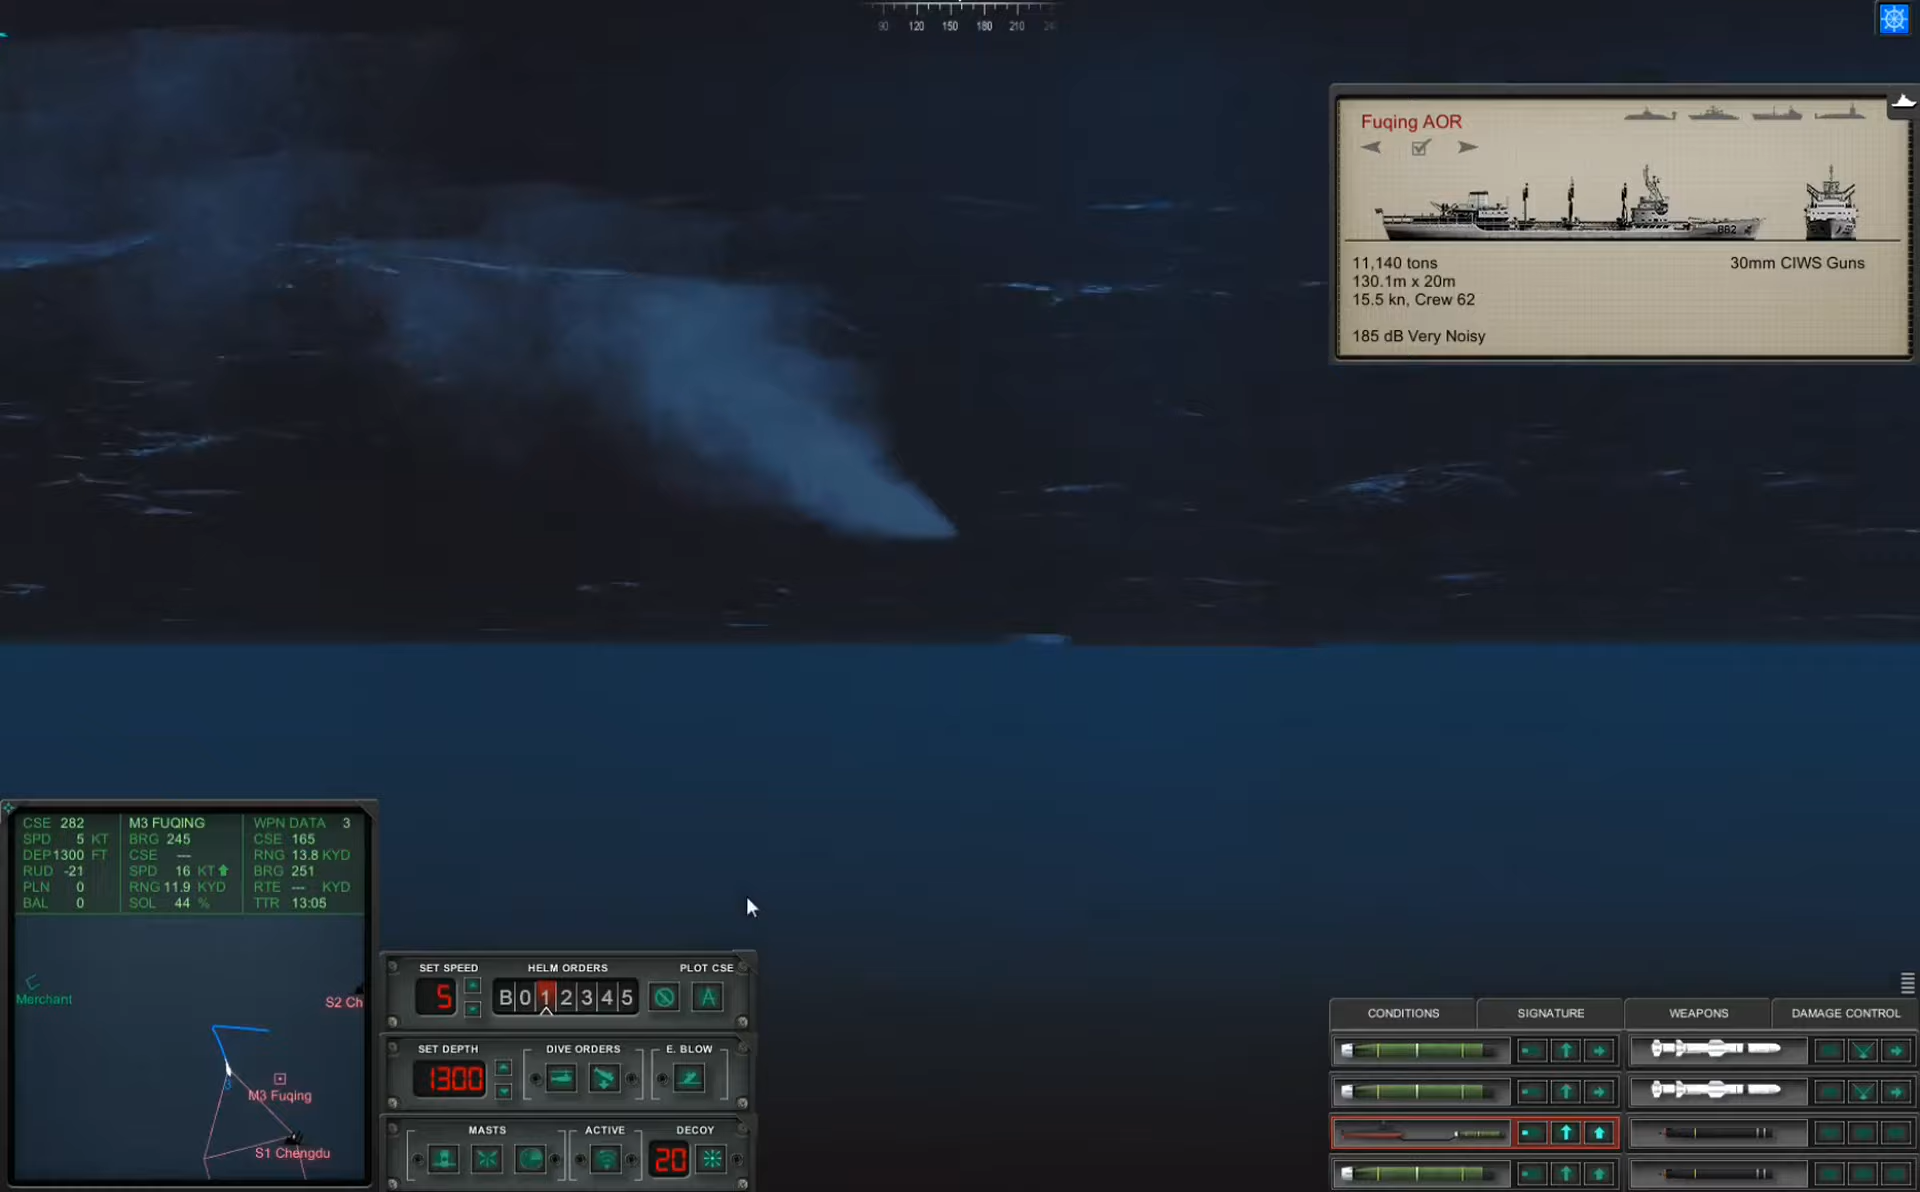 90 120 150 180 210 240
Fuqing AOR
882
11,140 tons
130.1m x 20m
15.5 kn, Crew 62
185 dB Very Noisy
30mm CIWS Guns
CSE 282
SPD 5 KT
DEP 1300 FT
RUD -21
PLN 0
BAL 0
M3 FUQING
BRG 245
CSE ---
SPD 16 KT
RNG 11.9 KYD
SOL 44 %
WPN DATA 3
CSE 165
RNG 13.8 KYD
BRG 251
RTE --- KYD
TTR 13:05
Merchant
S2 Ch
3
M3 Fuqing
S1 Chengdu
SET SPEED
5
HELM ORDERS
B 0 1 2 3 4 5
PLOT CSE
A
SET DEPTH
1300
DIVE ORDERS
E. BLOW
MASTS
ACTIVE
DECOY
20
CONDITIONS
SIGNATURE
WEAPONS
DAMAGE CONTROL